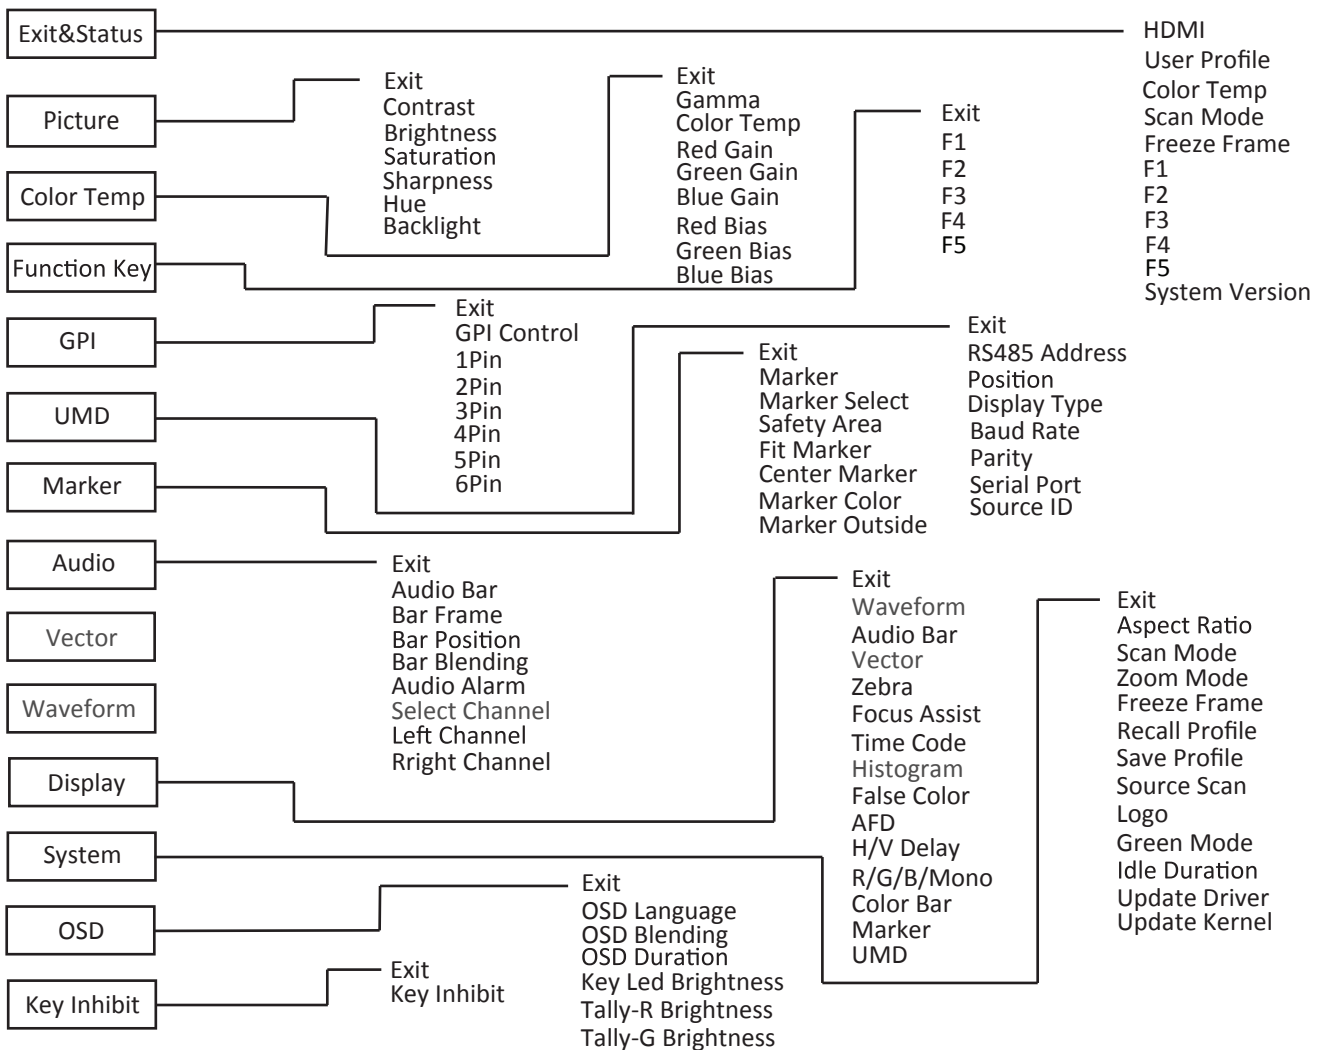 Exit&Status
HDMI
User Profile
Color Temp
Scan Mode
Freeze Frame
F1
F2
F3
F4
F5
System Version
Picture
Exit
Contrast
Brightness
Saturation
Sharpness
Hue
Backlight
Color Temp
Exit
Gamma
Color Temp
Red Gain
Green Gain
Blue Gain
Red Bias
Green Bias
Blue Bias
Function Key
Exit
F1
F2
F3
F4
F5
GPI
Exit
GPI Control
1Pin
2Pin
3Pin
4Pin
5Pin
6Pin
UMD
Exit
RS485 Address
Position
Display Type
Baud Rate
Parity
Serial Port
Source ID
Marker
Exit
Marker
Marker Select
Safety Area
Fit Marker
Center Marker
Marker Color
Marker Outside
Audio
Exit
Audio Bar
Bar Frame
Bar Position
Bar Blending
Audio Alarm
Select Channel
Left Channel
Rright Channel
Vector
Waveform
Display
Exit
Waveform
Audio Bar
Vector
Zebra
Focus Assist
Time Code
Histogram
False Color
AFD
H/V Delay
R/G/B/Mono
Color Bar
Marker
UMD
System
Exit
Aspect Ratio
Scan Mode
Zoom Mode
Freeze Frame
Recall Profile
Save Profile
Source Scan
Logo
Green Mode
Idle Duration
Update Driver
Update Kernel
OSD
Exit
OSD Language
OSD Blending
OSD Duration
Key Led Brightness
Tally-R Brightness
Tally-G Brightness
Key Inhibit
Exit
Key Inhibit